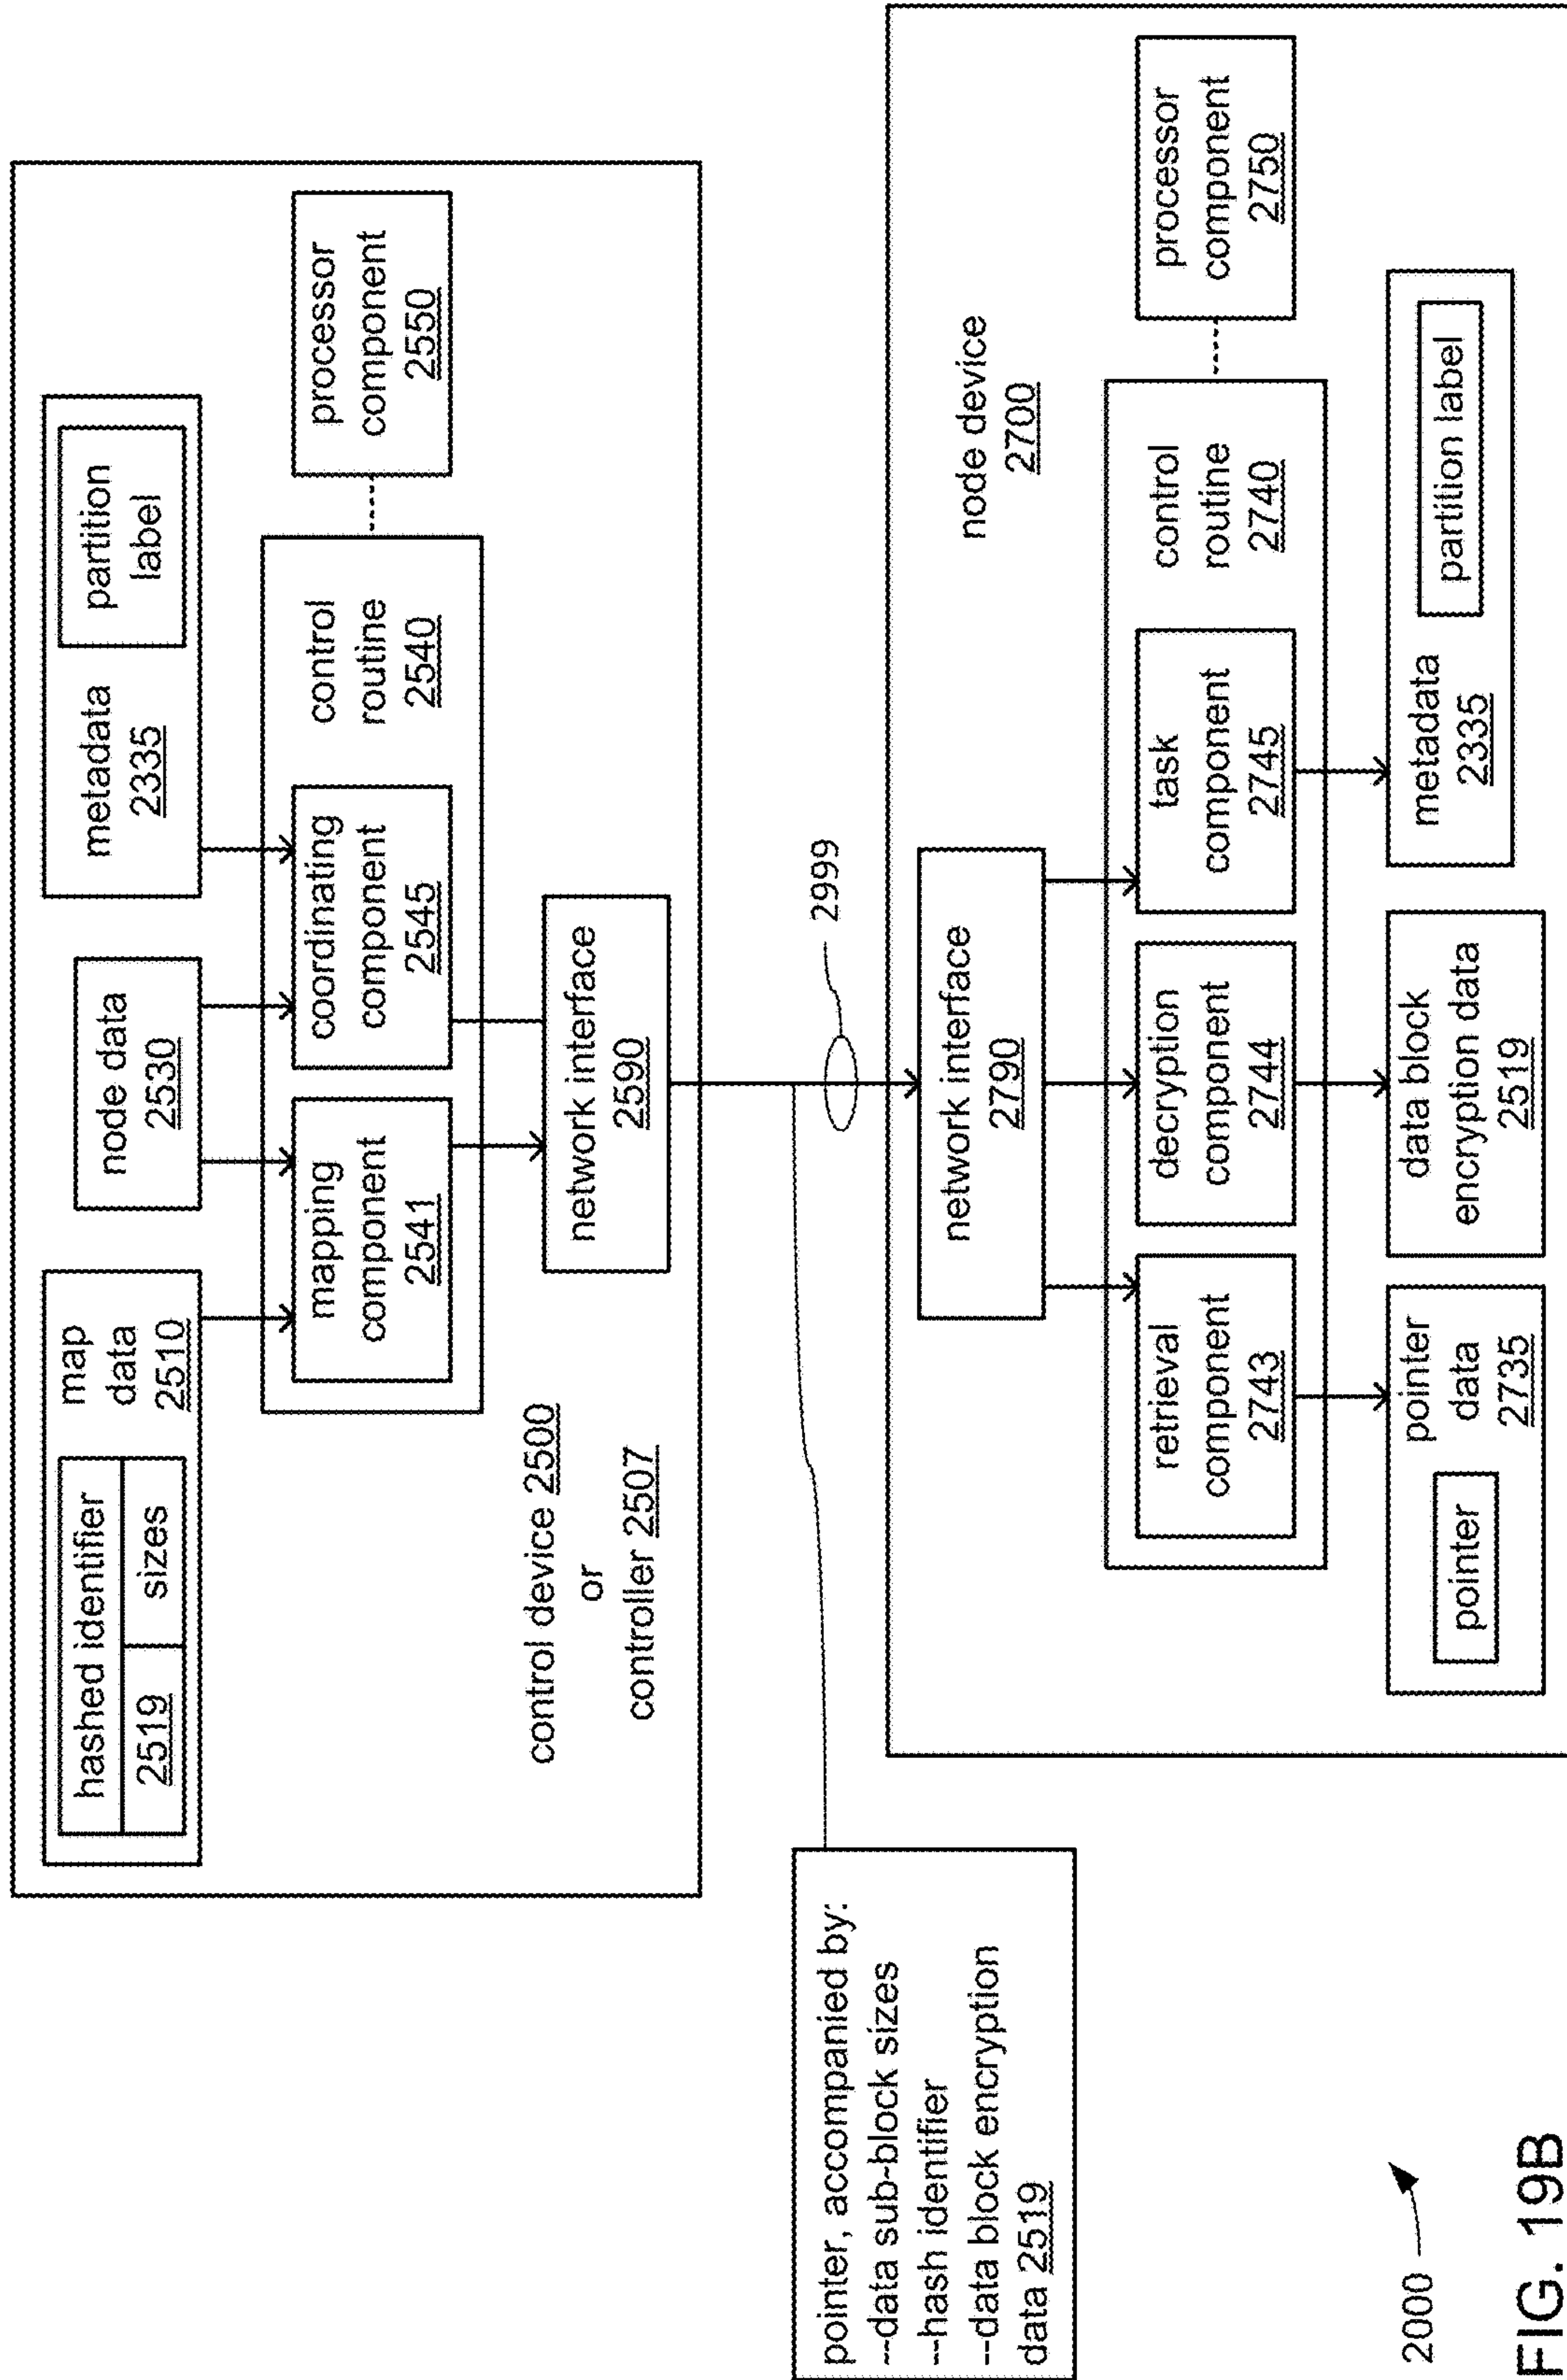 hashed identifier
2519
sizes
map
data
2510
node data
2530
metadata
2335
partition
label
mapping
component
2541
coordinating
component
2545
control
routine
2540
processor
component
2550
control device 2500
or
controller 2507
network interface
2590
pointer, accompanied by:
--data sub-block sizes
--hash identifier
--data block encryption
data 2519
2999
network interface
2790
node device
2700
retrieval
component
2743
decryption
component
2744
task
component
2745
control
routine
2740
processor
component
2750
pointer
pointer
data
2735
data block
encryption data
2519
metadata
2335
partition label
2000
FIG. 19B